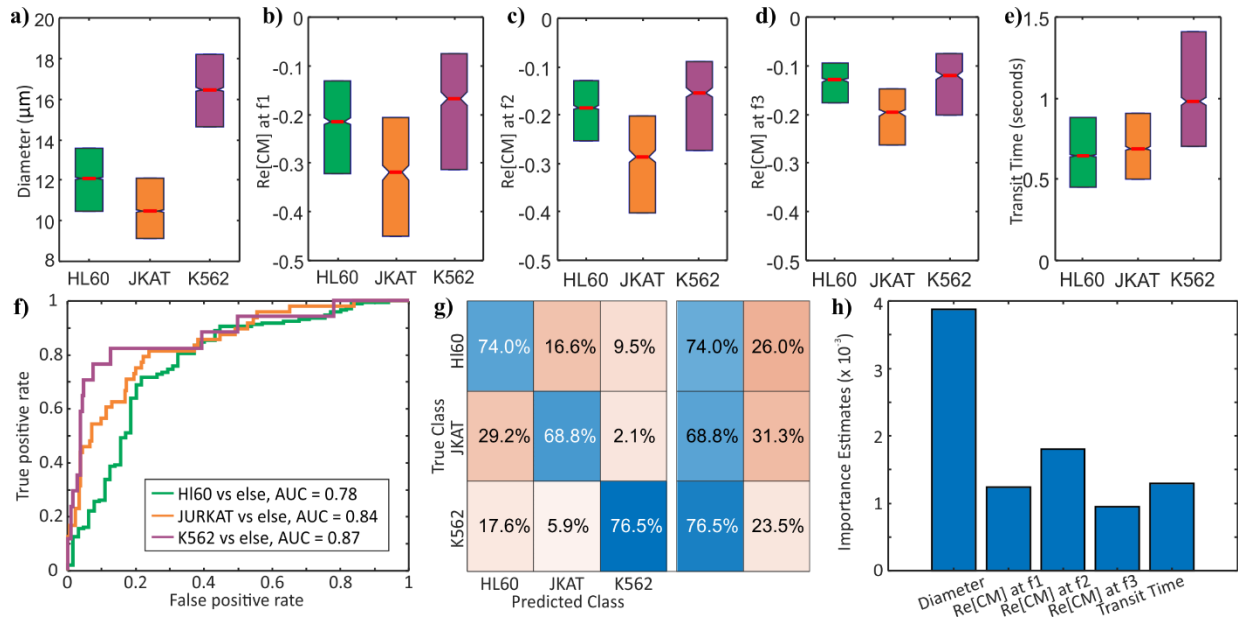 a)
Diameter (µm)
20
18
16
14
12
10
8
HL60 JKAT K562
b)
Re[CM] at f1
0
-0.1
-0.2
-0.3
-0.4
-0.5
HL60 JKAT K562
c)
Re[CM] at f2
0
-0.1
-0.2
-0.3
-0.4
-0.5
HL60 JKAT K562
d)
Re[CM] at f3
0
-0.1
-0.2
-0.3
-0.4
-0.5
HL60 JKAT K562
e)
Transit Time (seconds)
1.5
1
0.5
0
HL60 JKAT K562
f)
True positive rate
1
0.8
0.6
0.4
0.2
0
HI60 vs else, AUC = 0.78
JURKAT vs else, AUC = 0.84
K562 vs else, AUC = 0.87
0 0.2 0.4 0.6 0.8 1
False positive rate
g)
True Class
HI60
74.0% 16.6% 9.5% 74.0% 26.0%
JKAT
29.2% 68.8% 2.1% 68.8% 31.3%
K562
17.6% 5.9% 76.5% 76.5% 23.5%
HL60 JKAT K562
Predicted Class
h)
Importance Estimates (x 10⁻³)
4
3
2
1
0
Diameter
Re[CM] at f1
Re[CM] at f2
Re[CM] at f3
Transit Time